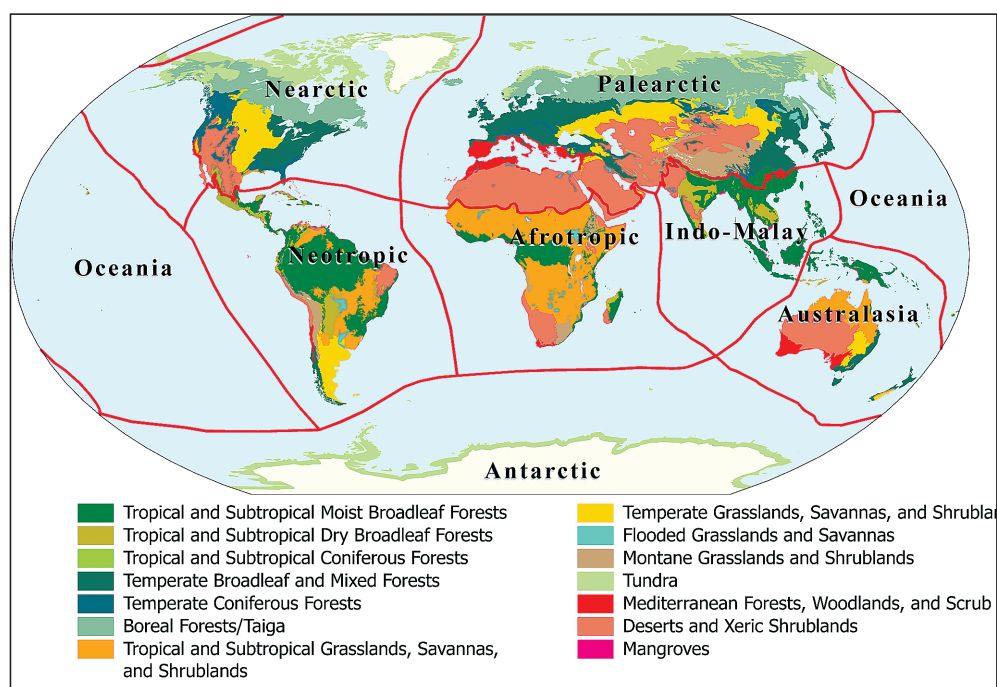 Nearctic
Palearctic
Oceania
Oceania
Neotropic
Afrotropic
Indo-Malay
Australasia
Antarctic
Tropical and Subtropical Moist Broadleaf Forests
Tropical and Subtropical Dry Broadleaf Forests
Tropical and Subtropical Coniferous Forests
Temperate Broadleaf and Mixed Forests
Temperate Coniferous Forests
Boreal Forests/Taiga
Tropical and Subtropical Grasslands, Savannas,
and Shrublands
Temperate Grasslands, Savannas, and Shrublan
Flooded Grasslands and Savannas
Montane Grasslands and Shrublands
Tundra
Mediterranean Forests, Woodlands, and Scrub
Deserts and Xeric Shrublands
Mangroves